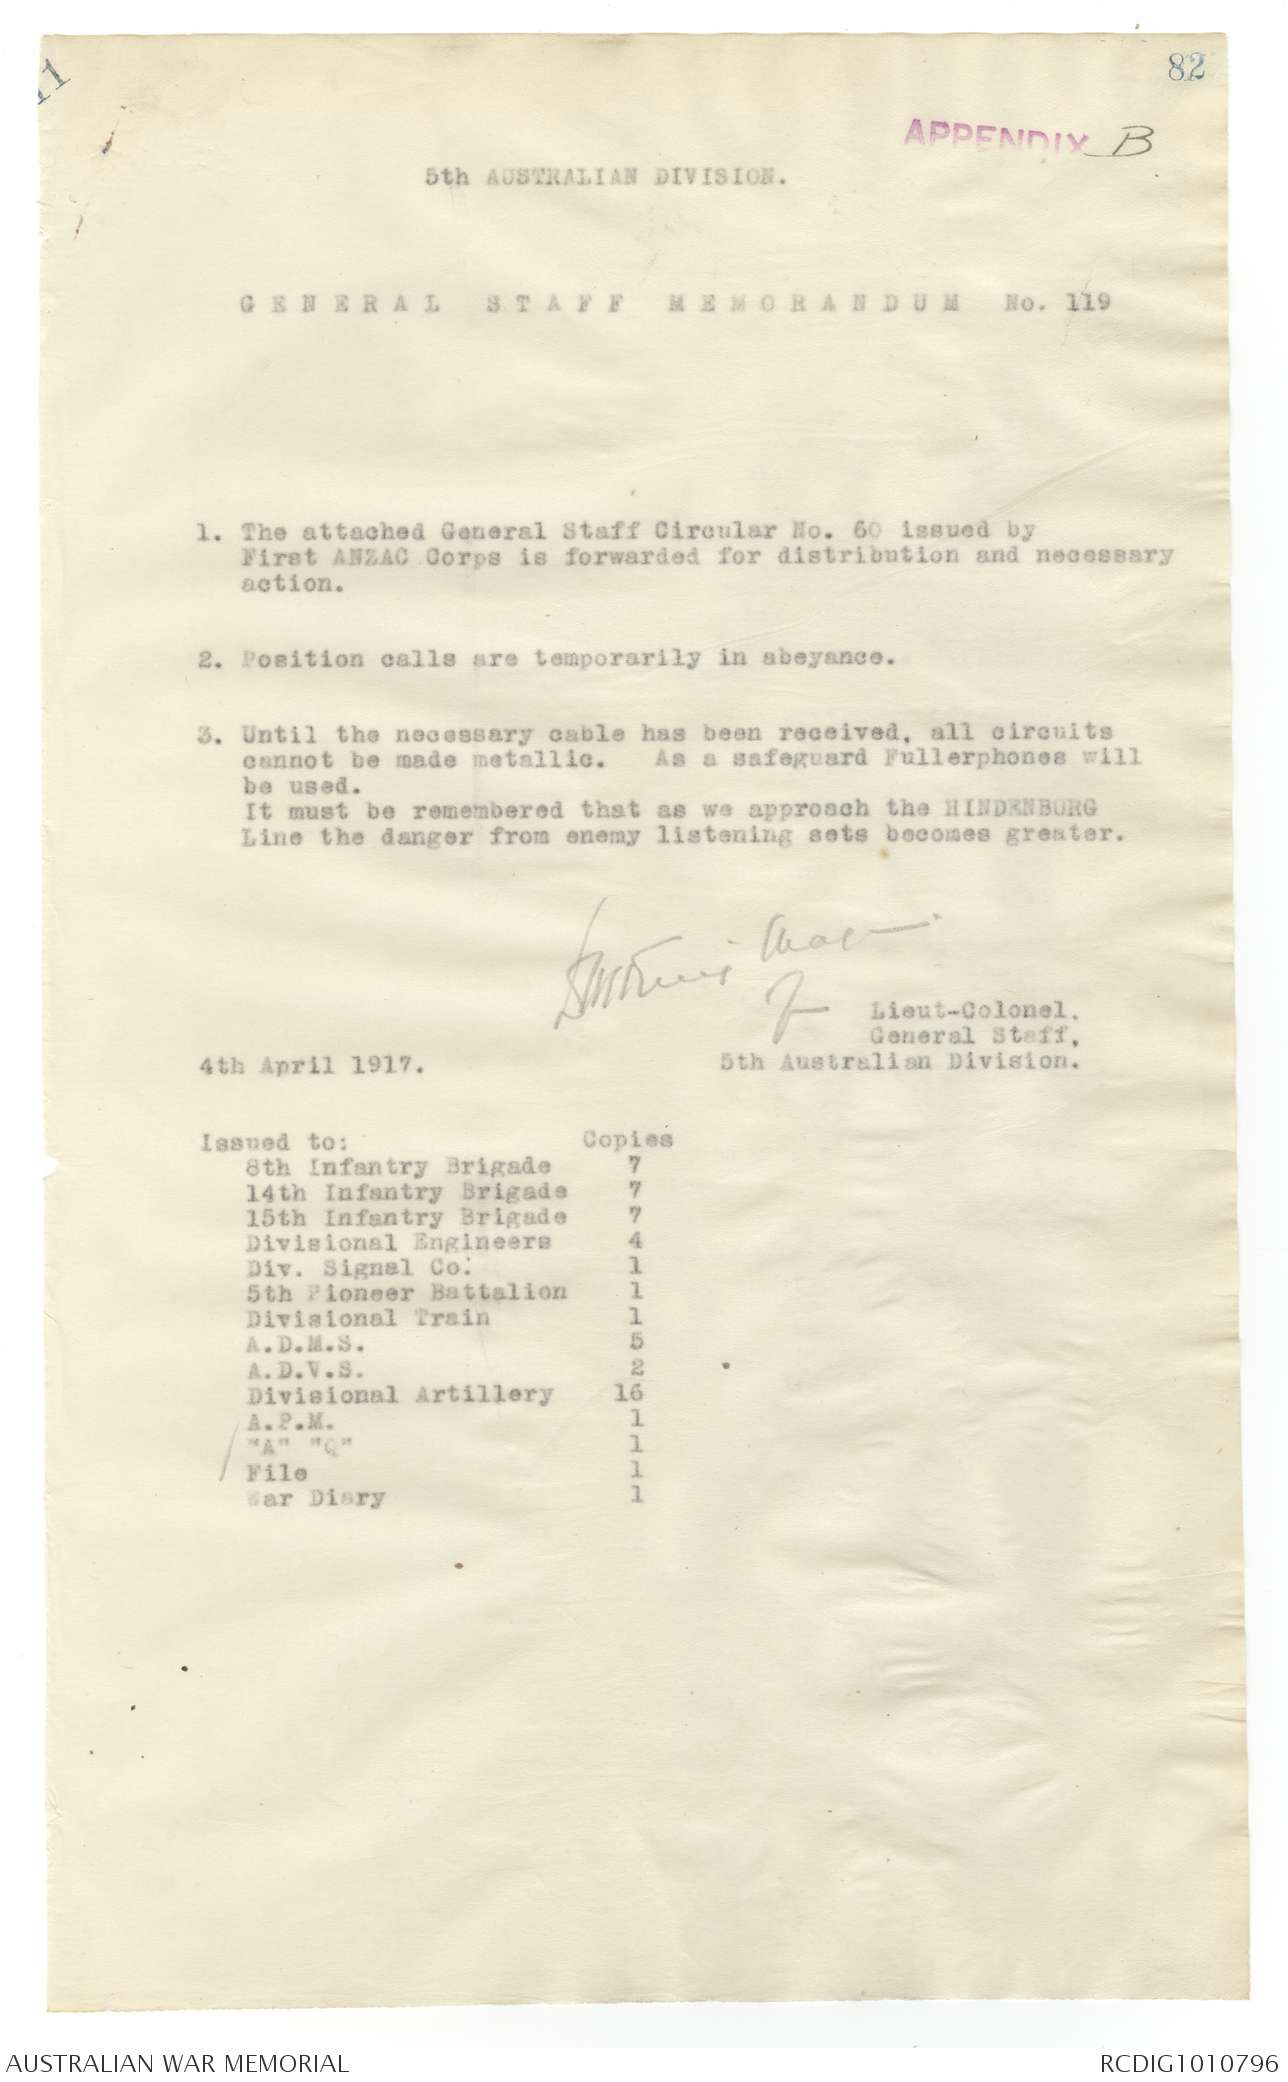 82
APPENDIX B
5th AUSTRALIAN DIVISION.
GENERAL STAFF MEMORANDUM No. 119
1. The attached General Staff Circular No. 60 issued by
First ANZAC Corps is forwarded for distribution and necessary
action.
2. Position calls are temporarily in abeyance.
3. Until the necessary cable has been received, all circuits
cannot be made metallic. As a safeguard Fullerphones will
be used.
It must be remembered that as we approach the HINDENBURG
Line the danger from enemy listening sets becomes greater.
Lieut-Colonel,
General Staff,
4th April 1917. 5th Australian Division.
Issued to: Copies
8th Infantry Brigade 7
14th Infantry Brigade 7
15th Infantry Brigade 7
Divisional Engineers 4
Div. Signal Co. 1
5th Pioneer Battalion 1
Divisional Train 1
A.D.M.S. 5
A.D.V.S. 2
Divisional Artillery 16
A.P.M. 1
"A" "Q" 1
File 1
War Diary 1
AUSTRALIAN WAR MEMORIAL RCDIG1010796